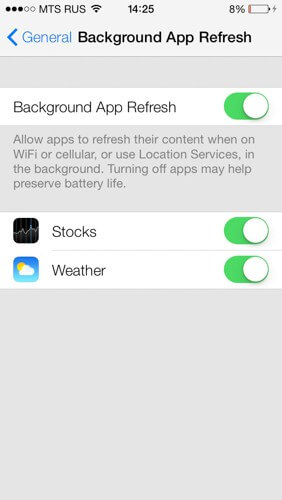 MTS RUS 14:25 8%
General Background App Refresh
Background App Refresh
Allow apps to refresh their content when on
WiFi or cellular, or use Location Services, in
the background. Turning off apps may help
preserve battery life.
Stocks
Weather